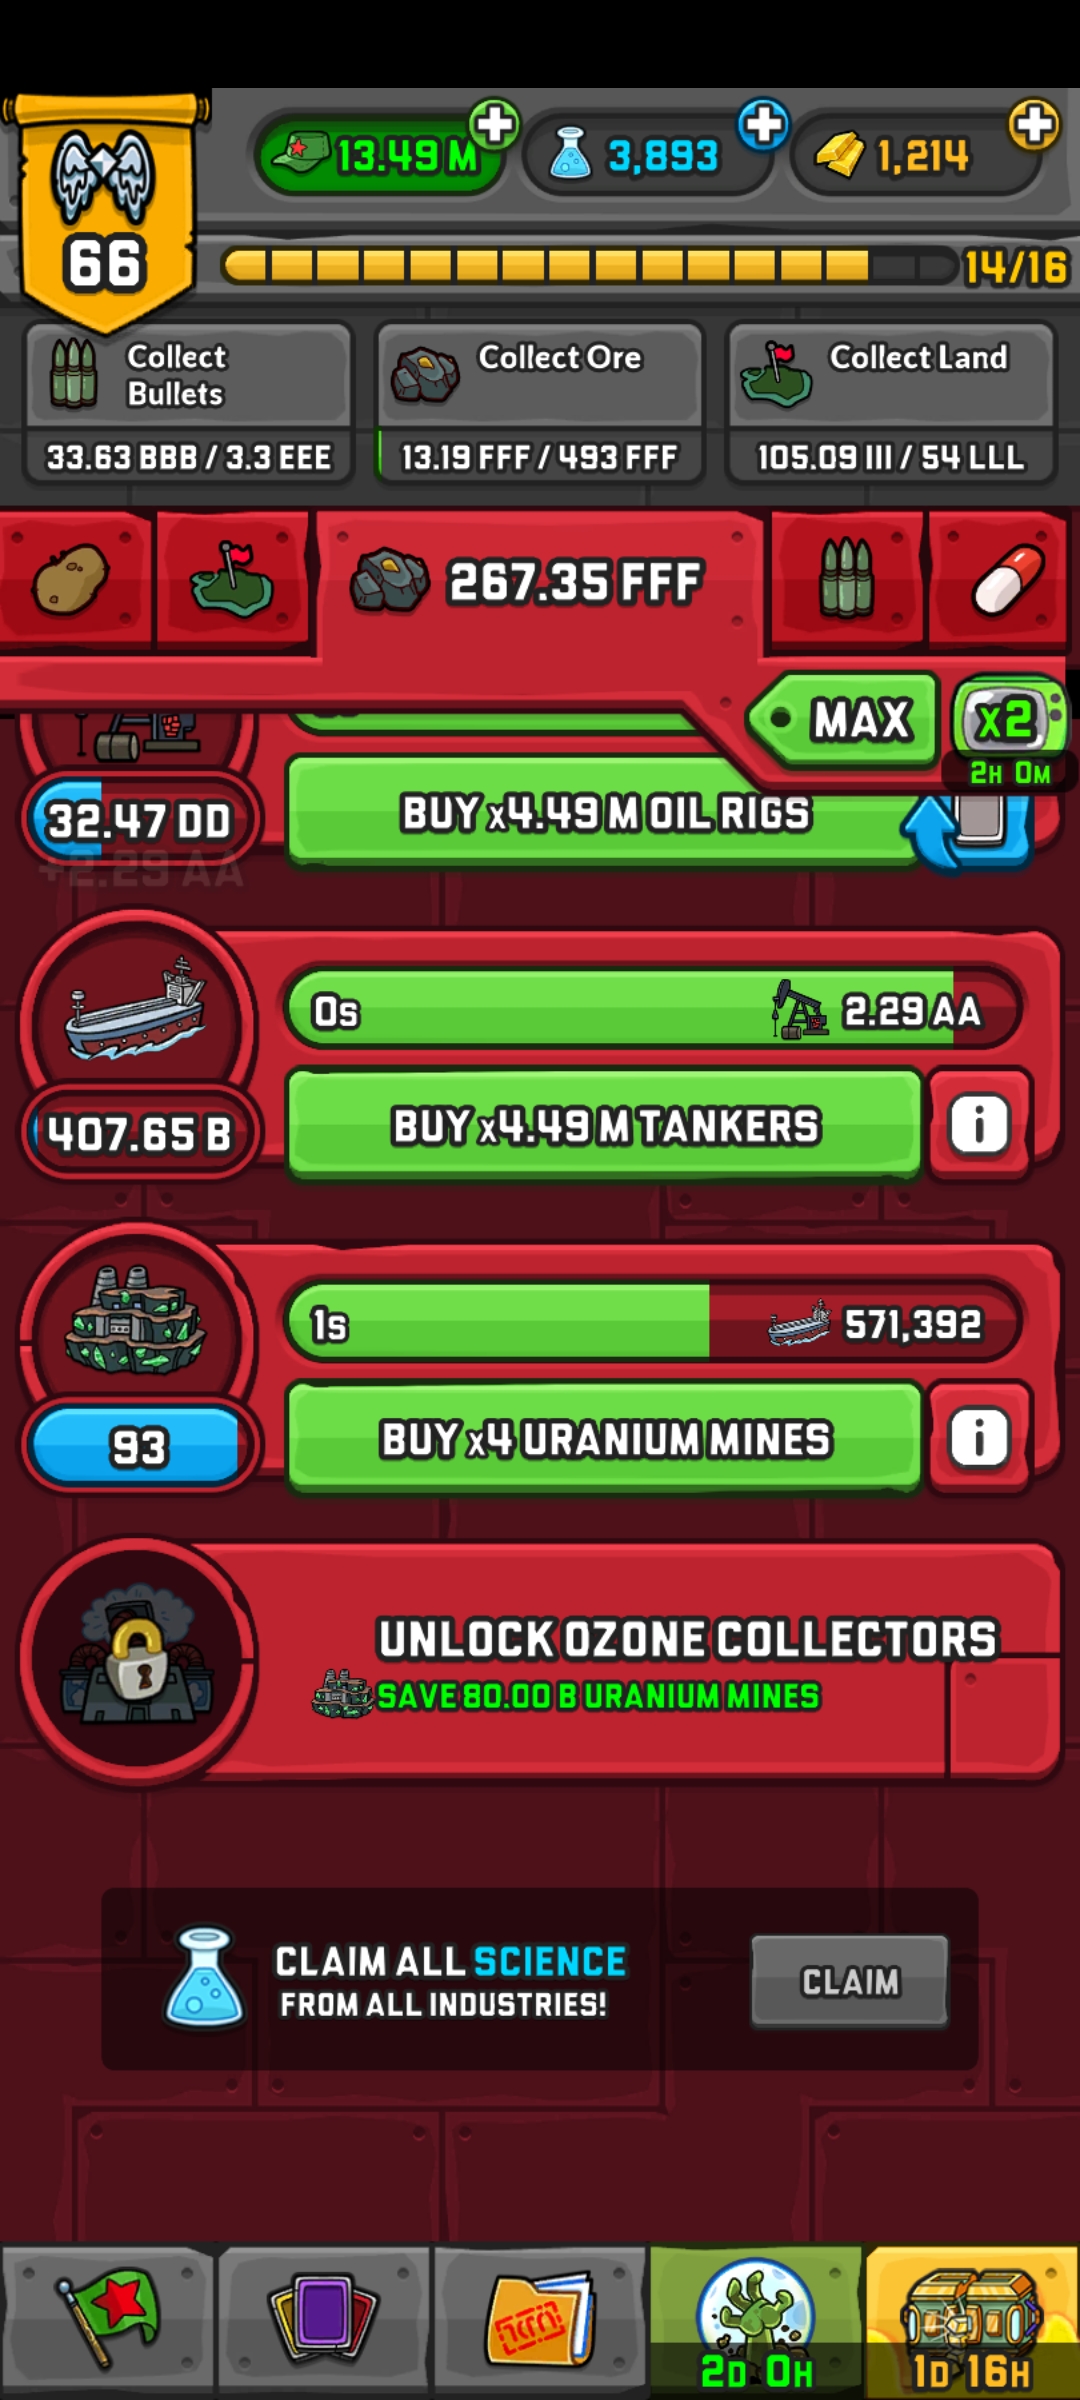 13.49 M
3,893
1,214
66
14/16
Collect
Bullets
33.63 BBB / 3.3 EEE
Collect Ore
13.19 FFF / 493 FFF
Collect Land
105.09 III / 54 LLL
267.35 FFF
MAX
x2
2H 0M
32.47 DD
+2.29 AA
BUY x4.49 M OIL RIGS
0s
2.29 AA
407.65 B
BUY x4.49 M TANKERS
i
1s
571,392
93
BUY x4 URANIUM MINES
i
UNLOCK OZONE COLLECTORS
SAVE 80.00 B URANIUM MINES
CLAIM ALL SCIENCE
FROM ALL INDUSTRIES!
CLAIM
2D 0H
1D 16H